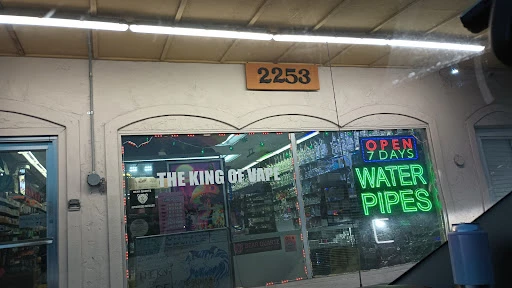 2253
THE KING OF VAPE
OPEN
7 DAYS
WATER
PIPES